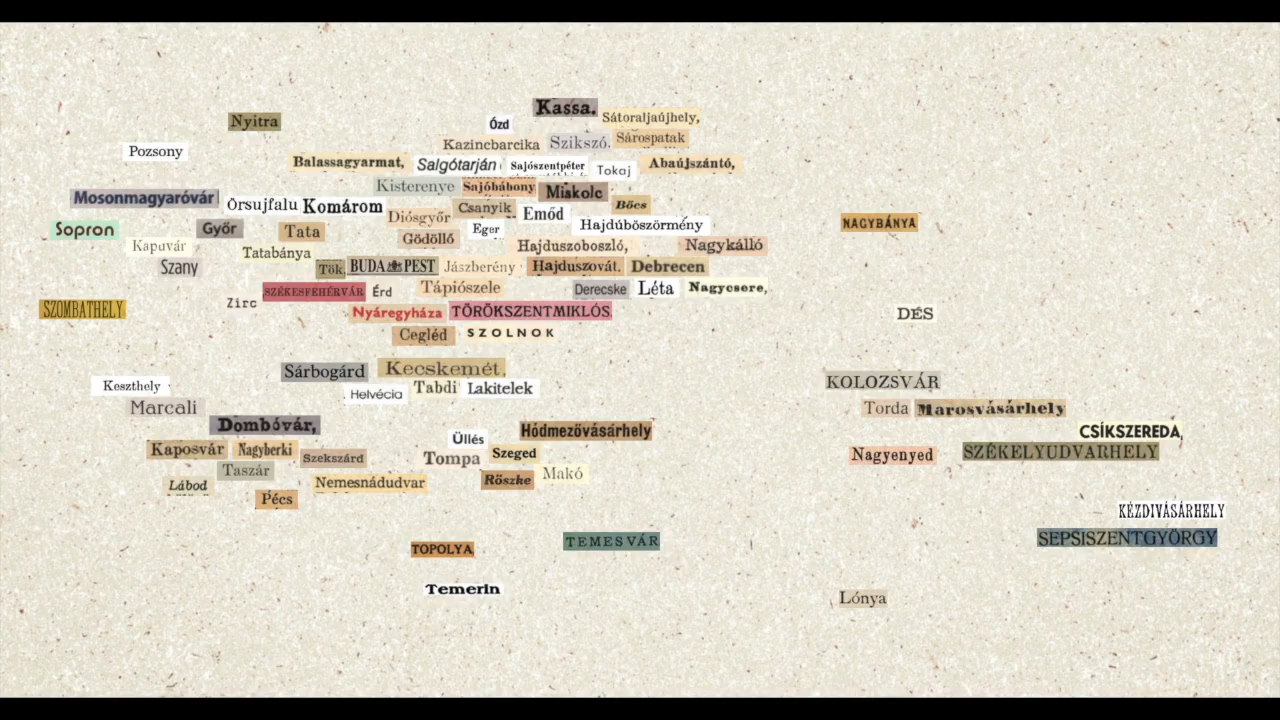 Kassa.
Nyitra
Sátoraljaújhely,
Ózd
Kazincbarcika
Szikszó.
Sárospatak
Pozsony
Balassagyarmat,
Salgótarján
Sajószentpéter
Tokaj
Abaújszántó,
Kisterenye
Sajóbábony
Miskolc
Mosonmagyaróvár
Örsujfalu
Komárom
Diósgyőr
Csanyik
Emőd
Bőcs
Hajdúböszörmény
NAGYBÁNYA
Sopron
Győr
Tata
Gödöllő
Eger
Kapuvár
Tatabánya
Hajduszoboszló,
Nagykálló
Szany
Tök,
BUDAPEST
Jászberény
Hajduszovát,
Debrecen
Zirc
SZÉKESFEHÉRVÁR
Érd
Tápiószele
Derecske
Léta
Nagycsere,
SZOMBATHELY
Nyáregyháza
TÖRÖKSZENTMIKLÓS
DÉS
Cegléd
SZOLNOK
Sárbogárd
Kecskemét,
KOLOZSVÁR
Keszthely
Helvécia
Tabdi
Lakitelek
Marcali
Torda
Marosvásárhely
Dombóvár,
Üllés
Hódmezővásárhely
CSÍKSZEREDA,
Kaposvár
Nagyberki
Szekszárd
Tompa
Szeged
Nagyenyed
SZÉKELYUDVARHELY
Taszár
Lábod
Nemesnádudvar
Röszke
Makó
Pécs
KÉZDIVÁSÁRHELY
TOPOLYA
TEMESVÁR
SEPSISZENTGYÖRGY
Temerin
Lónya